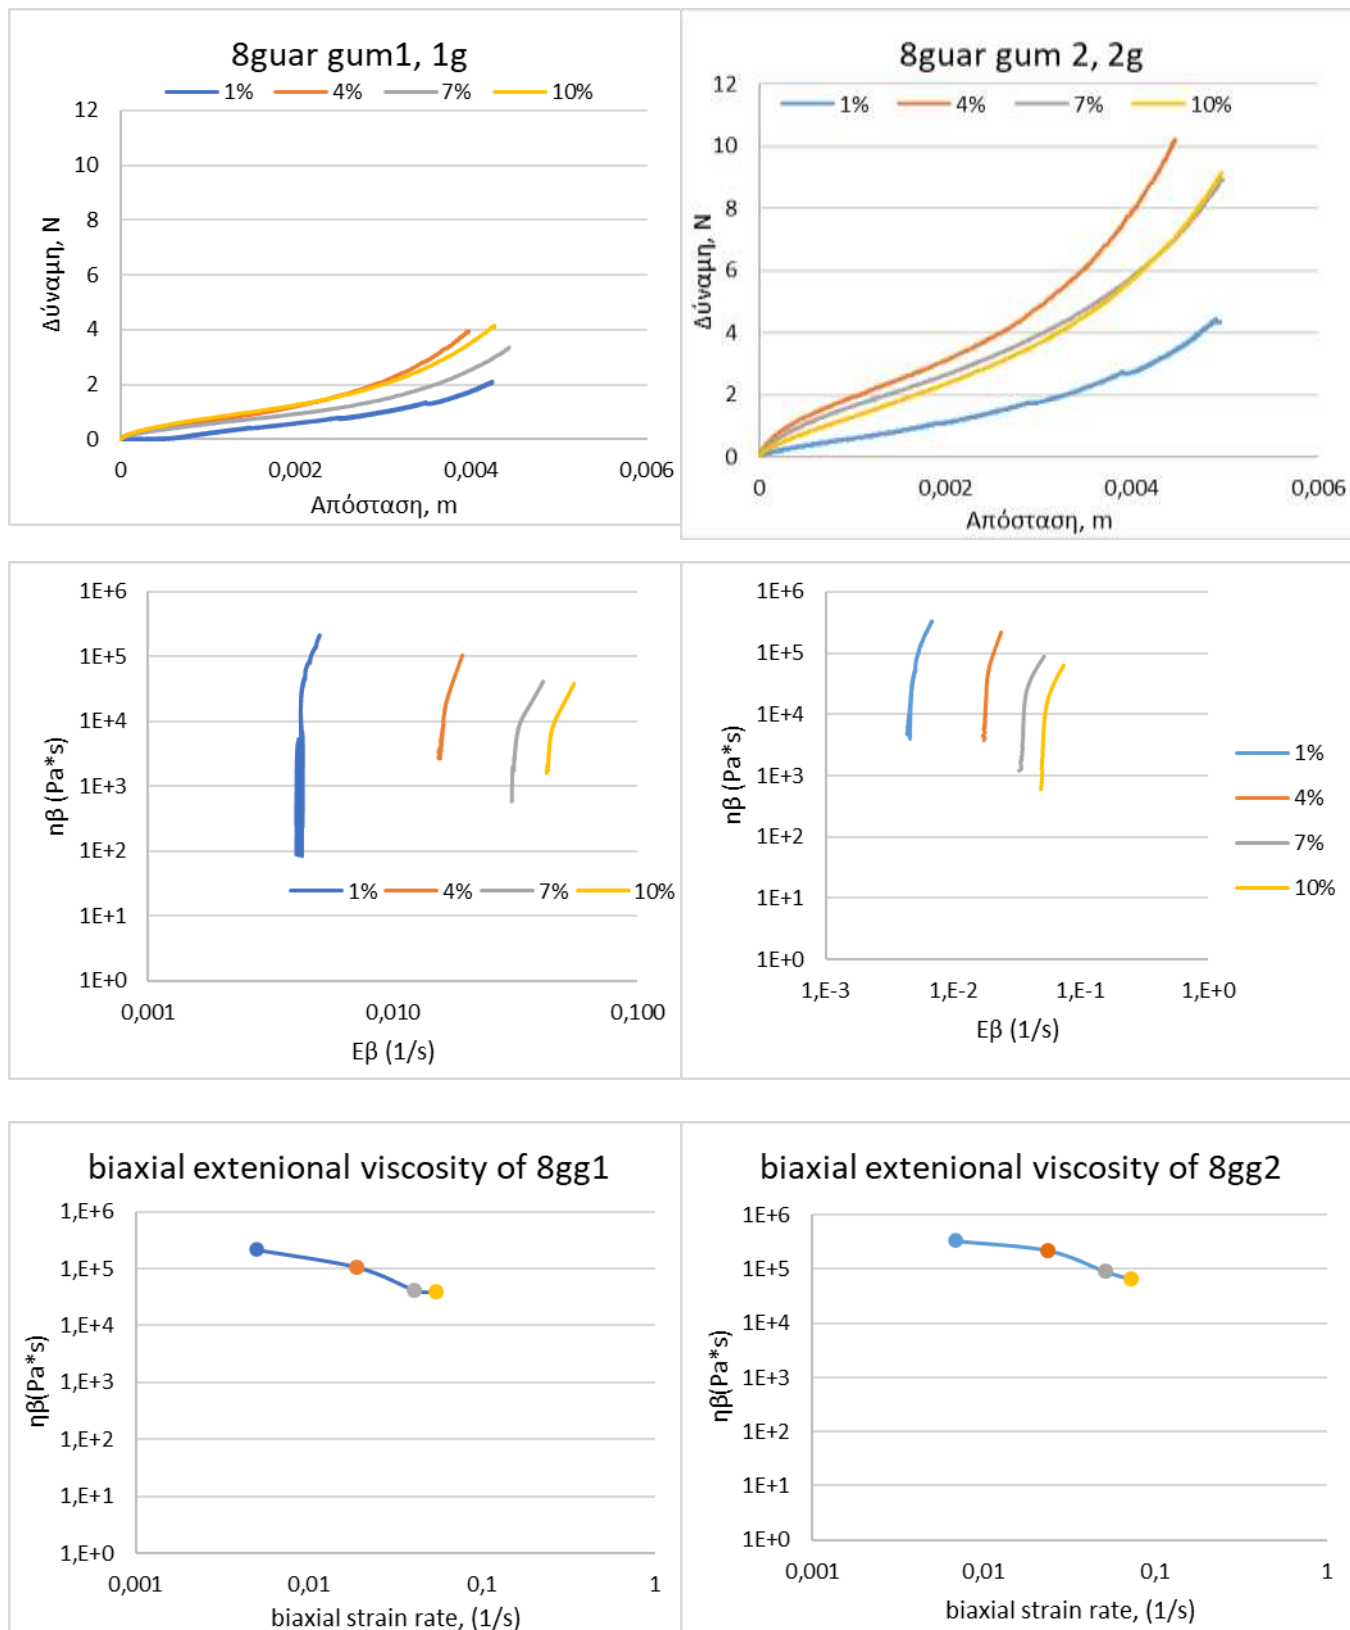 8guar gum1, 1g
1% 4% 7% 10%
12
10
8
6
4
2
0
Δύναμη, N
0 0,002 0,004 0,006
Απόσταση, m
8guar gum 2, 2g
12
1% 4% 7% 10%
10
8
6
4
2
0
Δύναμη, N
0 0,002 0,004 0,006
Απόσταση, m
1E+6
1E+5
1E+4
1E+3
1E+2
1E+1
1E+0
ηβ (Pa*s)
1% 4% 7% 10%
0,001 0,010 0,100
Εβ (1/s)
1E+6
1E+5
1E+4
1E+3
1E+2
1E+1
1E+0
ηβ (Pa*s)
1%
4%
7%
10%
1,E-3 1,E-2 1,E-1 1,E+0
Εβ (1/s)
biaxial extenional viscosity of 8gg1
1,E+6
1,E+5
1,E+4
1,E+3
1,E+2
1,E+1
1,E+0
ηβ(Pa*s)
0,001 0,01 0,1 1
biaxial strain rate, (1/s)
biaxial extenional viscosity of 8gg2
1E+6
1E+5
1E+4
1E+3
1E+2
1E+1
1E+0
ηβ(Pa*s)
0,001 0,01 0,1 1
biaxial strain rate, (1/s)